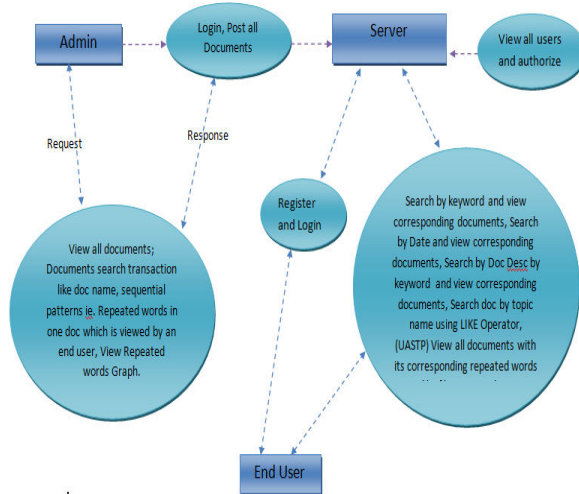 Admin
Login, Post all
Documents
Server
View all users
and authorize
Request
Response
Register
and Login
View all documents;
Documents search transaction
like doc name, sequential
patterns ie. Repeated words in
one doc which is viewed by an
end user, View Repeated
words Graph.
Search by keyword and view
corresponding documents, Search
by Date and view corresponding
documents, Search by Doc Desc by
keyword and view corresponding
documents, Search doc by topic
name using LIKE Operator,
(UASTP) View all documents with
its corresponding repeated words
End User